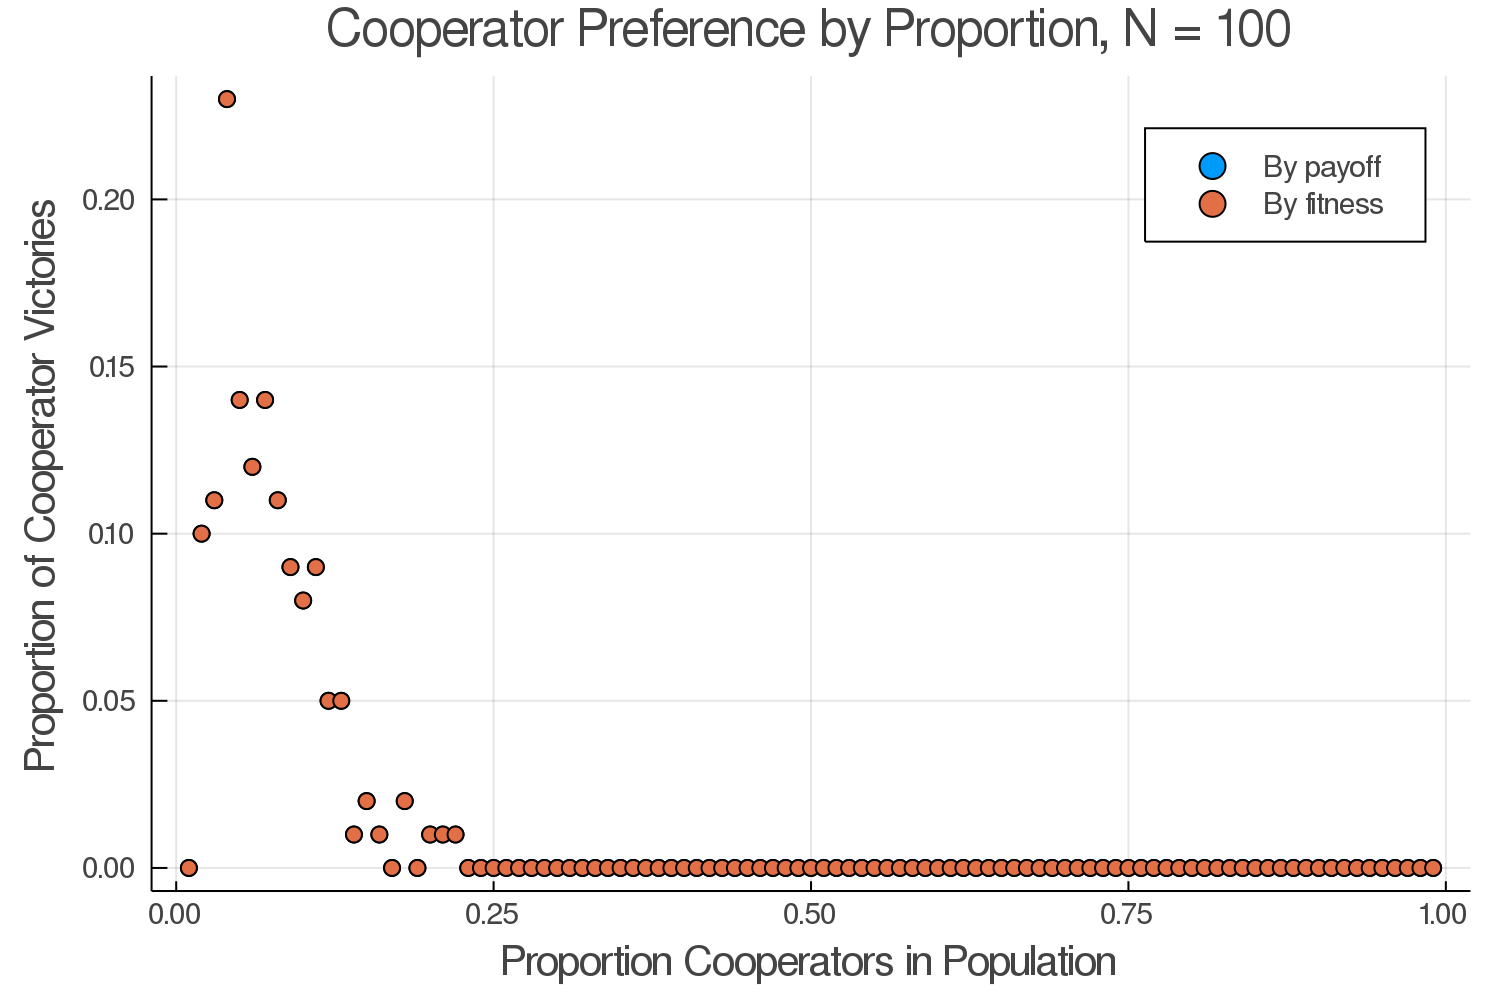 Cooperator Preference by Proportion, N = 100
By payoff
By fitness
Proportion of Cooperator Victories
0.20
0.15
0.10
0.05
0.00
0.00 0.25 0.50 0.75 1.00
Proportion Cooperators in Population